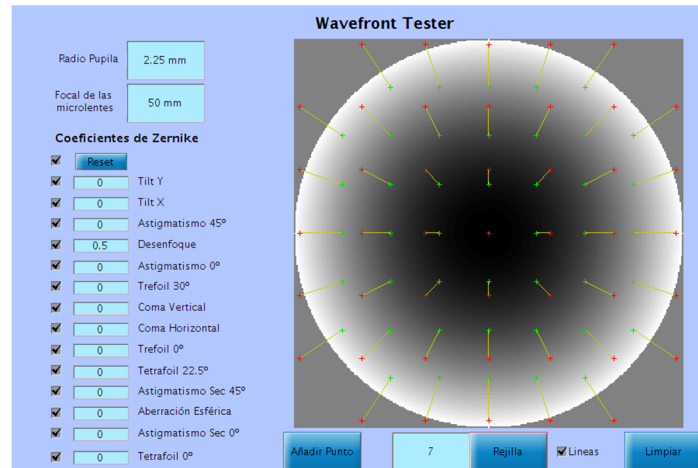 Wavefront Tester
Radio Pupila
2.25 mm
Focal de las
microlentes
50 mm
Coeficientes de Zernike
Reset
0 Tilt Y
0 Tilt X
0 Astigmatismo 45º
0.5 Desenfoque
0 Astigmatismo 0º
0 Trefoil 30º
0 Coma Vertical
0 Coma Horizontal
0 Trefoil 0º
0 Tetrafoil 22.5º
0 Astigmatismo Sec 45º
0 Aberración Esférica
0 Astigmatismo Sec 0º
0 Tetrafoil 0º
Añadir Punto
7
Rejilla
Lineas
Limpiar